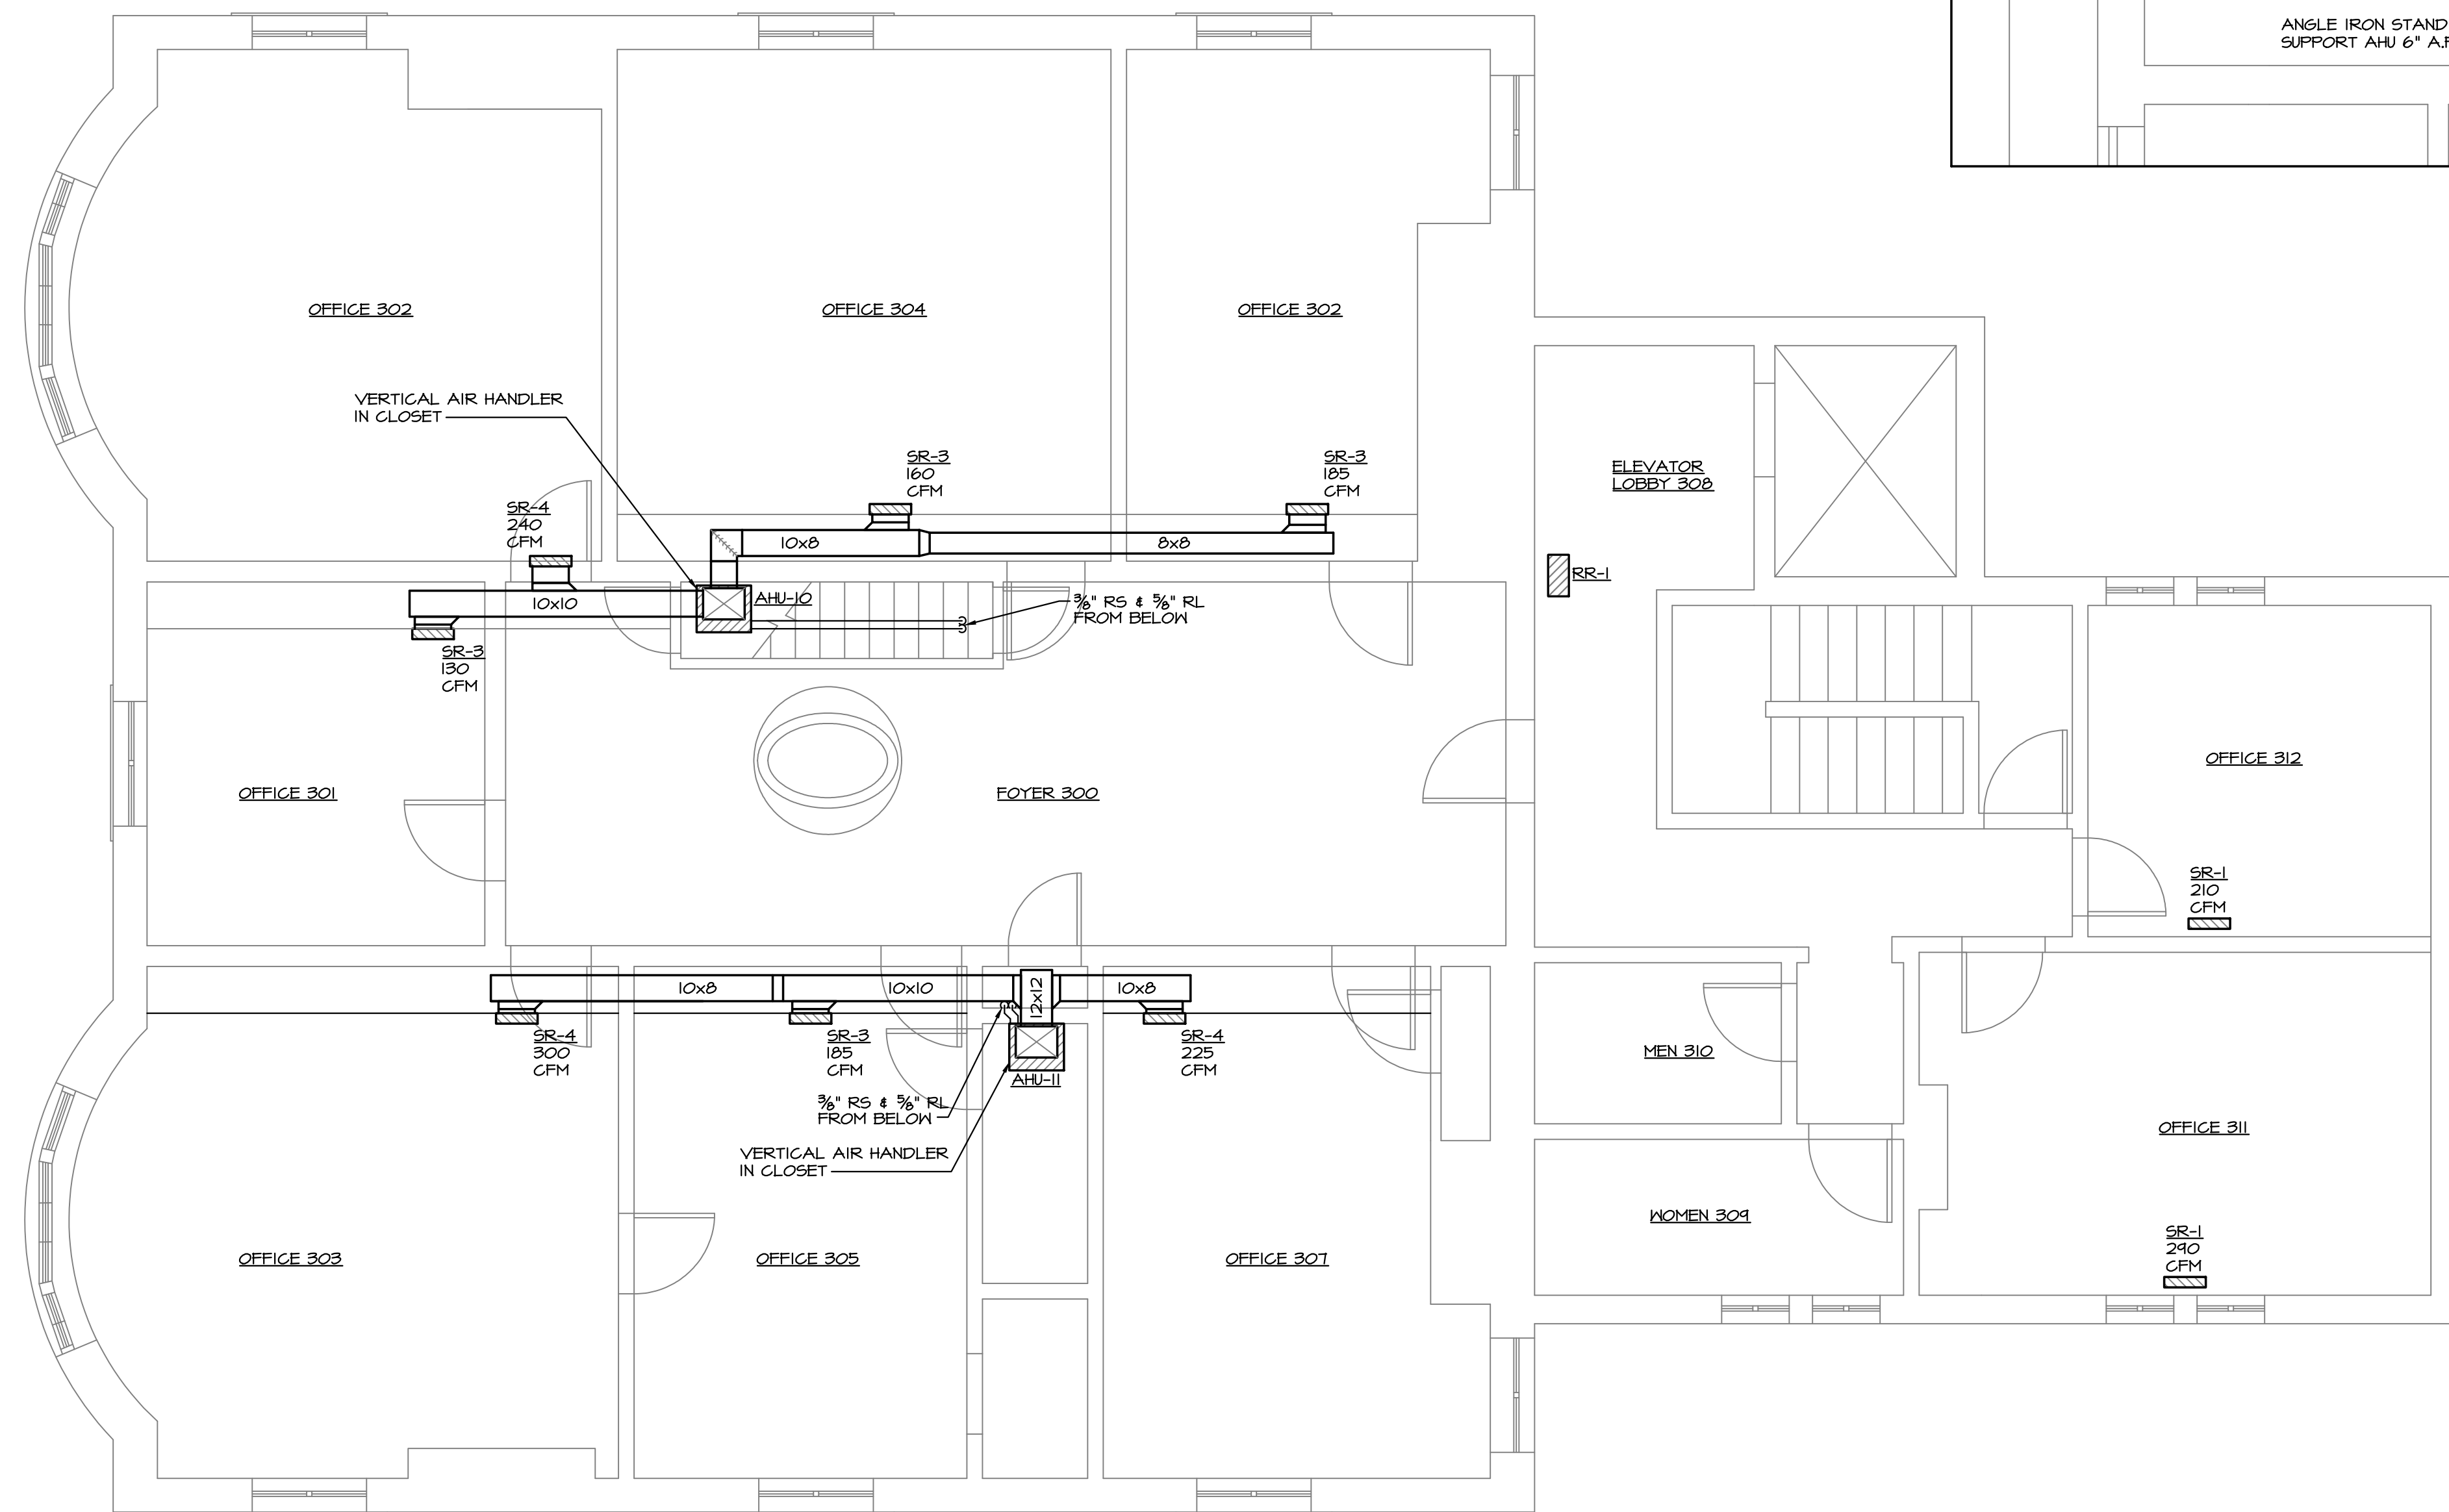 ANGLE IRON STAND
SUPPORT AHU 6" A.F
OFFICE 302
OFFICE 304
OFFICE 302
VERTICAL AIR HANDLER
IN CLOSET
SR-4
240
CFM
SR-3
160
CFM
SR-3
185
CFM
ELEVATOR
LOBBY 308
10x8
8x8
RR-1
10x10
AHU-10
3/8" RS & 5/8" RL
FROM BELOW
SR-3
130
CFM
OFFICE 301
FOYER 300
OFFICE 312
SR-1
210
CFM
10x8
10x10
12x12
10x8
SR-4
300
CFM
SR-3
185
CFM
SR-4
225
CFM
AHU-11
3/8" RS & 5/8" RL
FROM BELOW
VERTICAL AIR HANDLER
IN CLOSET
MEN 310
OFFICE 311
WOMEN 309
SR-1
290
CFM
OFFICE 303
OFFICE 305
OFFICE 307